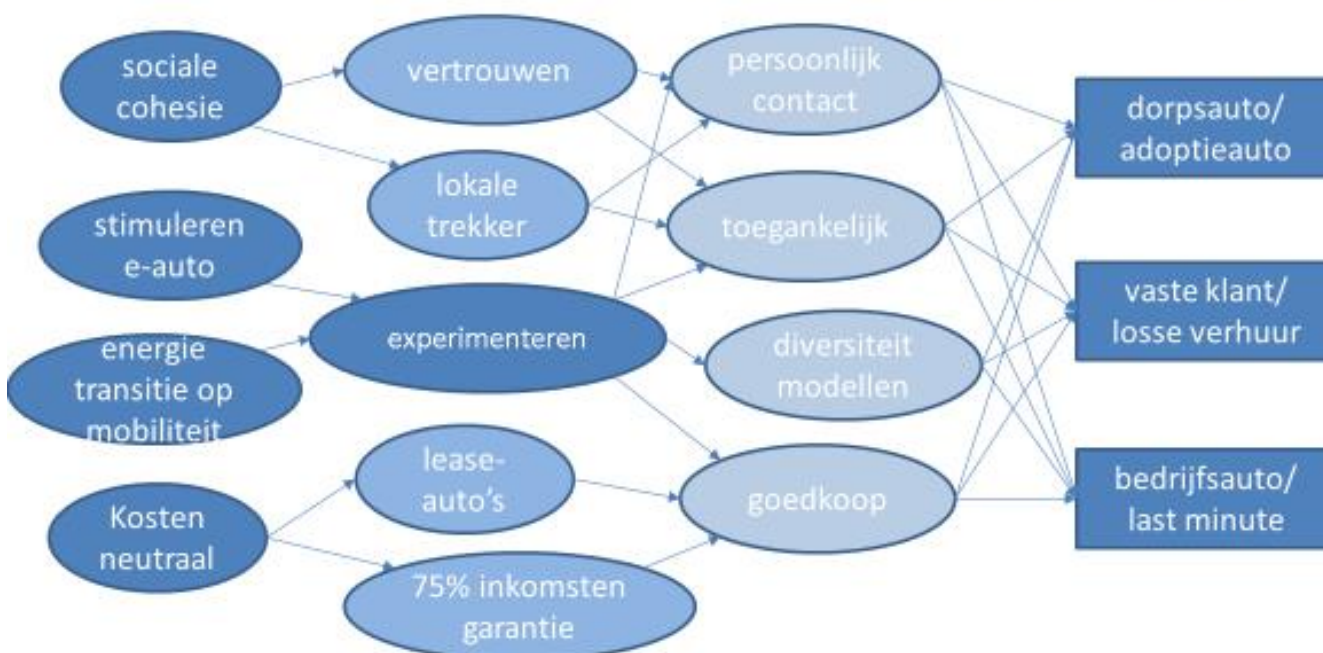 sociale
cohesie
stimuleren
e-auto
energie
transitie op
mobiliteit
Kosten
neutraal
vertrouwen
lokale
trekker
experimenteren
lease-
auto's
75% inkomsten
garantie
persoonlijk
contact
toegankelijk
diversiteit
modellen
goedkoop
dorpsauto/
adoptieauto
vaste klant/
losse verhuur
bedrijfsauto/
last minute